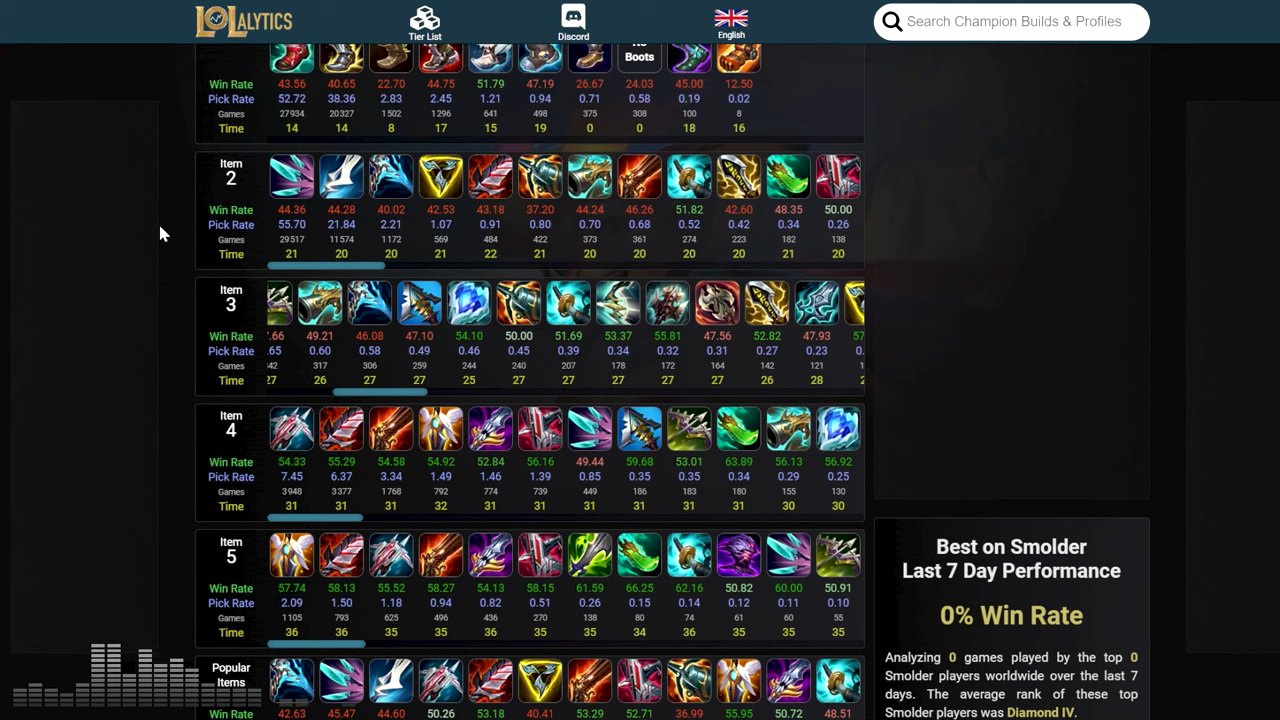 LOLALYTICS
Tier List
Discord
English
Search Champion Builds & Profiles
Boots
Win Rate 43.56 40.65 22.70 44.75 51.79 47.19 26.67 24.03 45.00 12.50
Pick Rate 52.72 38.36 2.83 2.45 1.21 0.94 0.71 0.58 0.19 0.02
Games 27934 20327 1502 1296 641 498 375 308 100 8
Time 14 14 8 17 15 19 0 0 18 16
Item
2
Win Rate 44.36 44.28 40.02 42.53 43.18 37.20 44.24 46.26 51.82 42.60 48.35 50.00
Pick Rate 55.70 21.84 2.21 1.07 0.91 0.80 0.70 0.68 0.52 0.42 0.34 0.26
Games 29517 11574 1172 569 484 422 373 361 274 223 182 138
Time 21 20 20 21 22 21 20 20 20 20 21 20
Item
3
Win Rate .66 49.21 46.08 47.10 54.10 50.00 51.69 53.37 55.81 47.56 52.82 47.93 57
Pick Rate .65 0.60 0.58 0.49 0.46 0.45 0.39 0.34 0.32 0.31 0.27 0.23 0.
Games 42 317 306 259 244 240 207 178 172 164 142 121 1
Time 27 26 27 27 25 27 27 27 27 27 26 28 2
Item
4
Win Rate 54.33 55.29 54.58 54.92 52.84 56.16 49.44 59.68 53.01 63.89 56.13 56.92
Pick Rate 7.45 6.37 3.34 1.49 1.46 1.39 0.85 0.35 0.35 0.34 0.29 0.25
Games 3948 3377 1768 792 774 739 449 186 183 180 155 130
Time 31 31 31 32 31 31 31 31 31 31 30 30
Item
5
Win Rate 57.74 58.13 55.52 58.27 54.13 58.15 61.59 66.25 62.16 50.82 60.00 50.91
Pick Rate 2.09 1.50 1.18 0.94 0.82 0.51 0.26 0.15 0.14 0.12 0.11 0.10
Games 1105 793 625 496 436 270 138 80 74 61 60 55
Time 36 36 35 35 36 35 35 34 36 35 35 35
Popular
Items
Win Rate 42.63 45.47 44.60 50.26 53.18 40.41 53.29 52.71 36.99 55.95 50.72 48.51
Best on Smolder
Last 7 Day Performance
0% Win Rate
Analyzing 0 games played by the top 0
Smolder players worldwide over the last 7
days. The average rank of these top
Smolder players was Diamond IV.